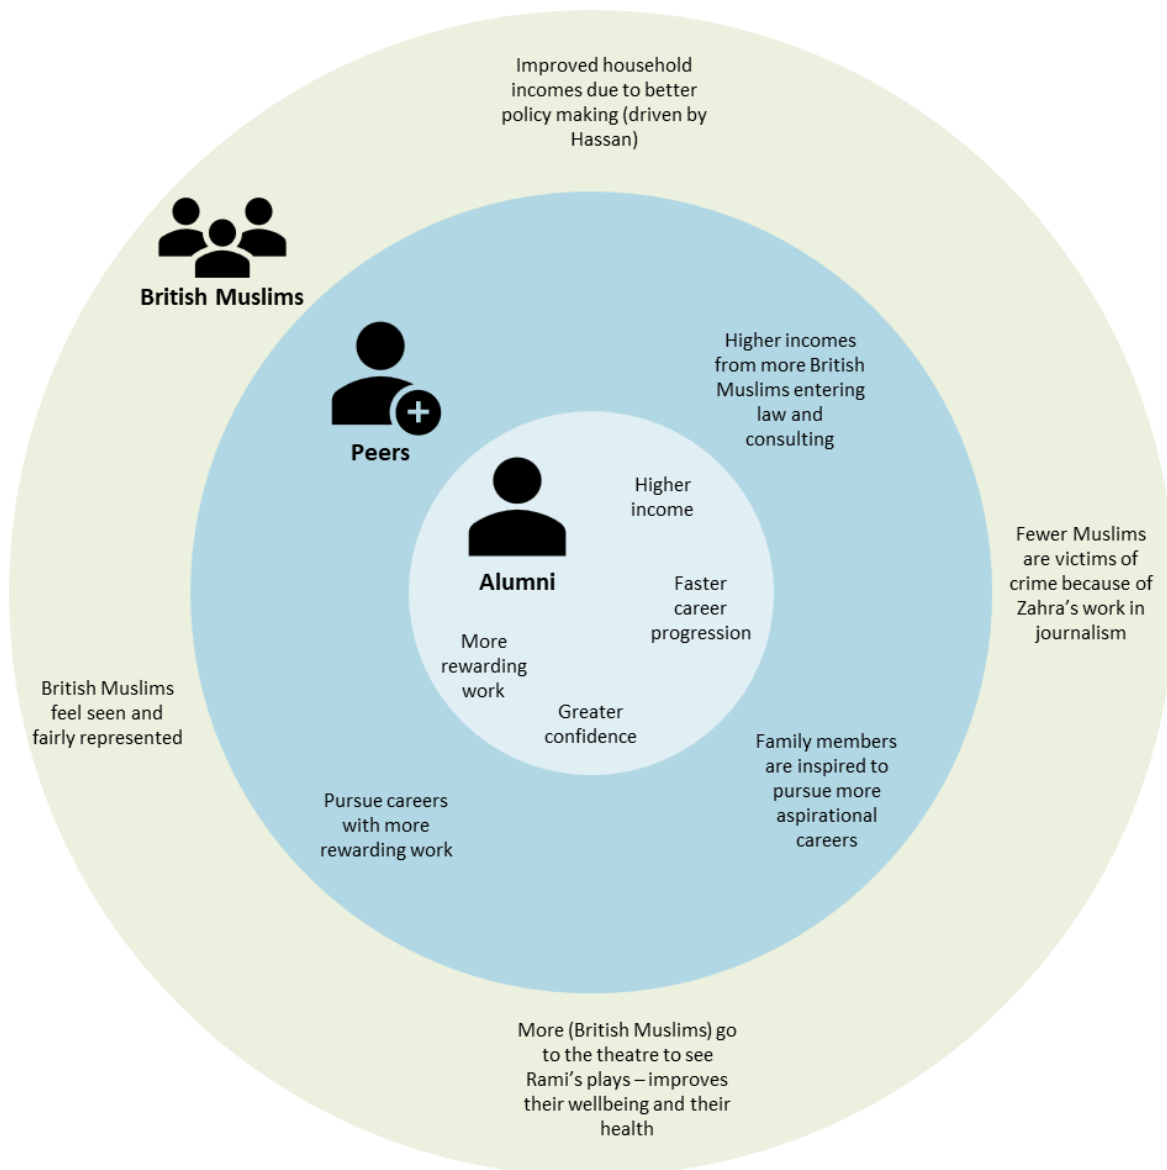 Improved household
incomes due to better
policy making (driven by
Hassan)
British Muslims
Peers
Higher incomes
from more British
Muslims entering
law and
consulting
Alumni
Higher
income
Faster
career
progression
More
rewarding
work
Greater
confidence
Fewer Muslims
are victims of
crime because of
Zahra’s work in
journalism
British Muslims
feel seen and
fairly represented
Family members
are inspired to
pursue more
aspirational
careers
Pursue careers
with more
rewarding work
More (British Muslims) go
to the theatre to see
Rami’s plays – improves
their wellbeing and their
health